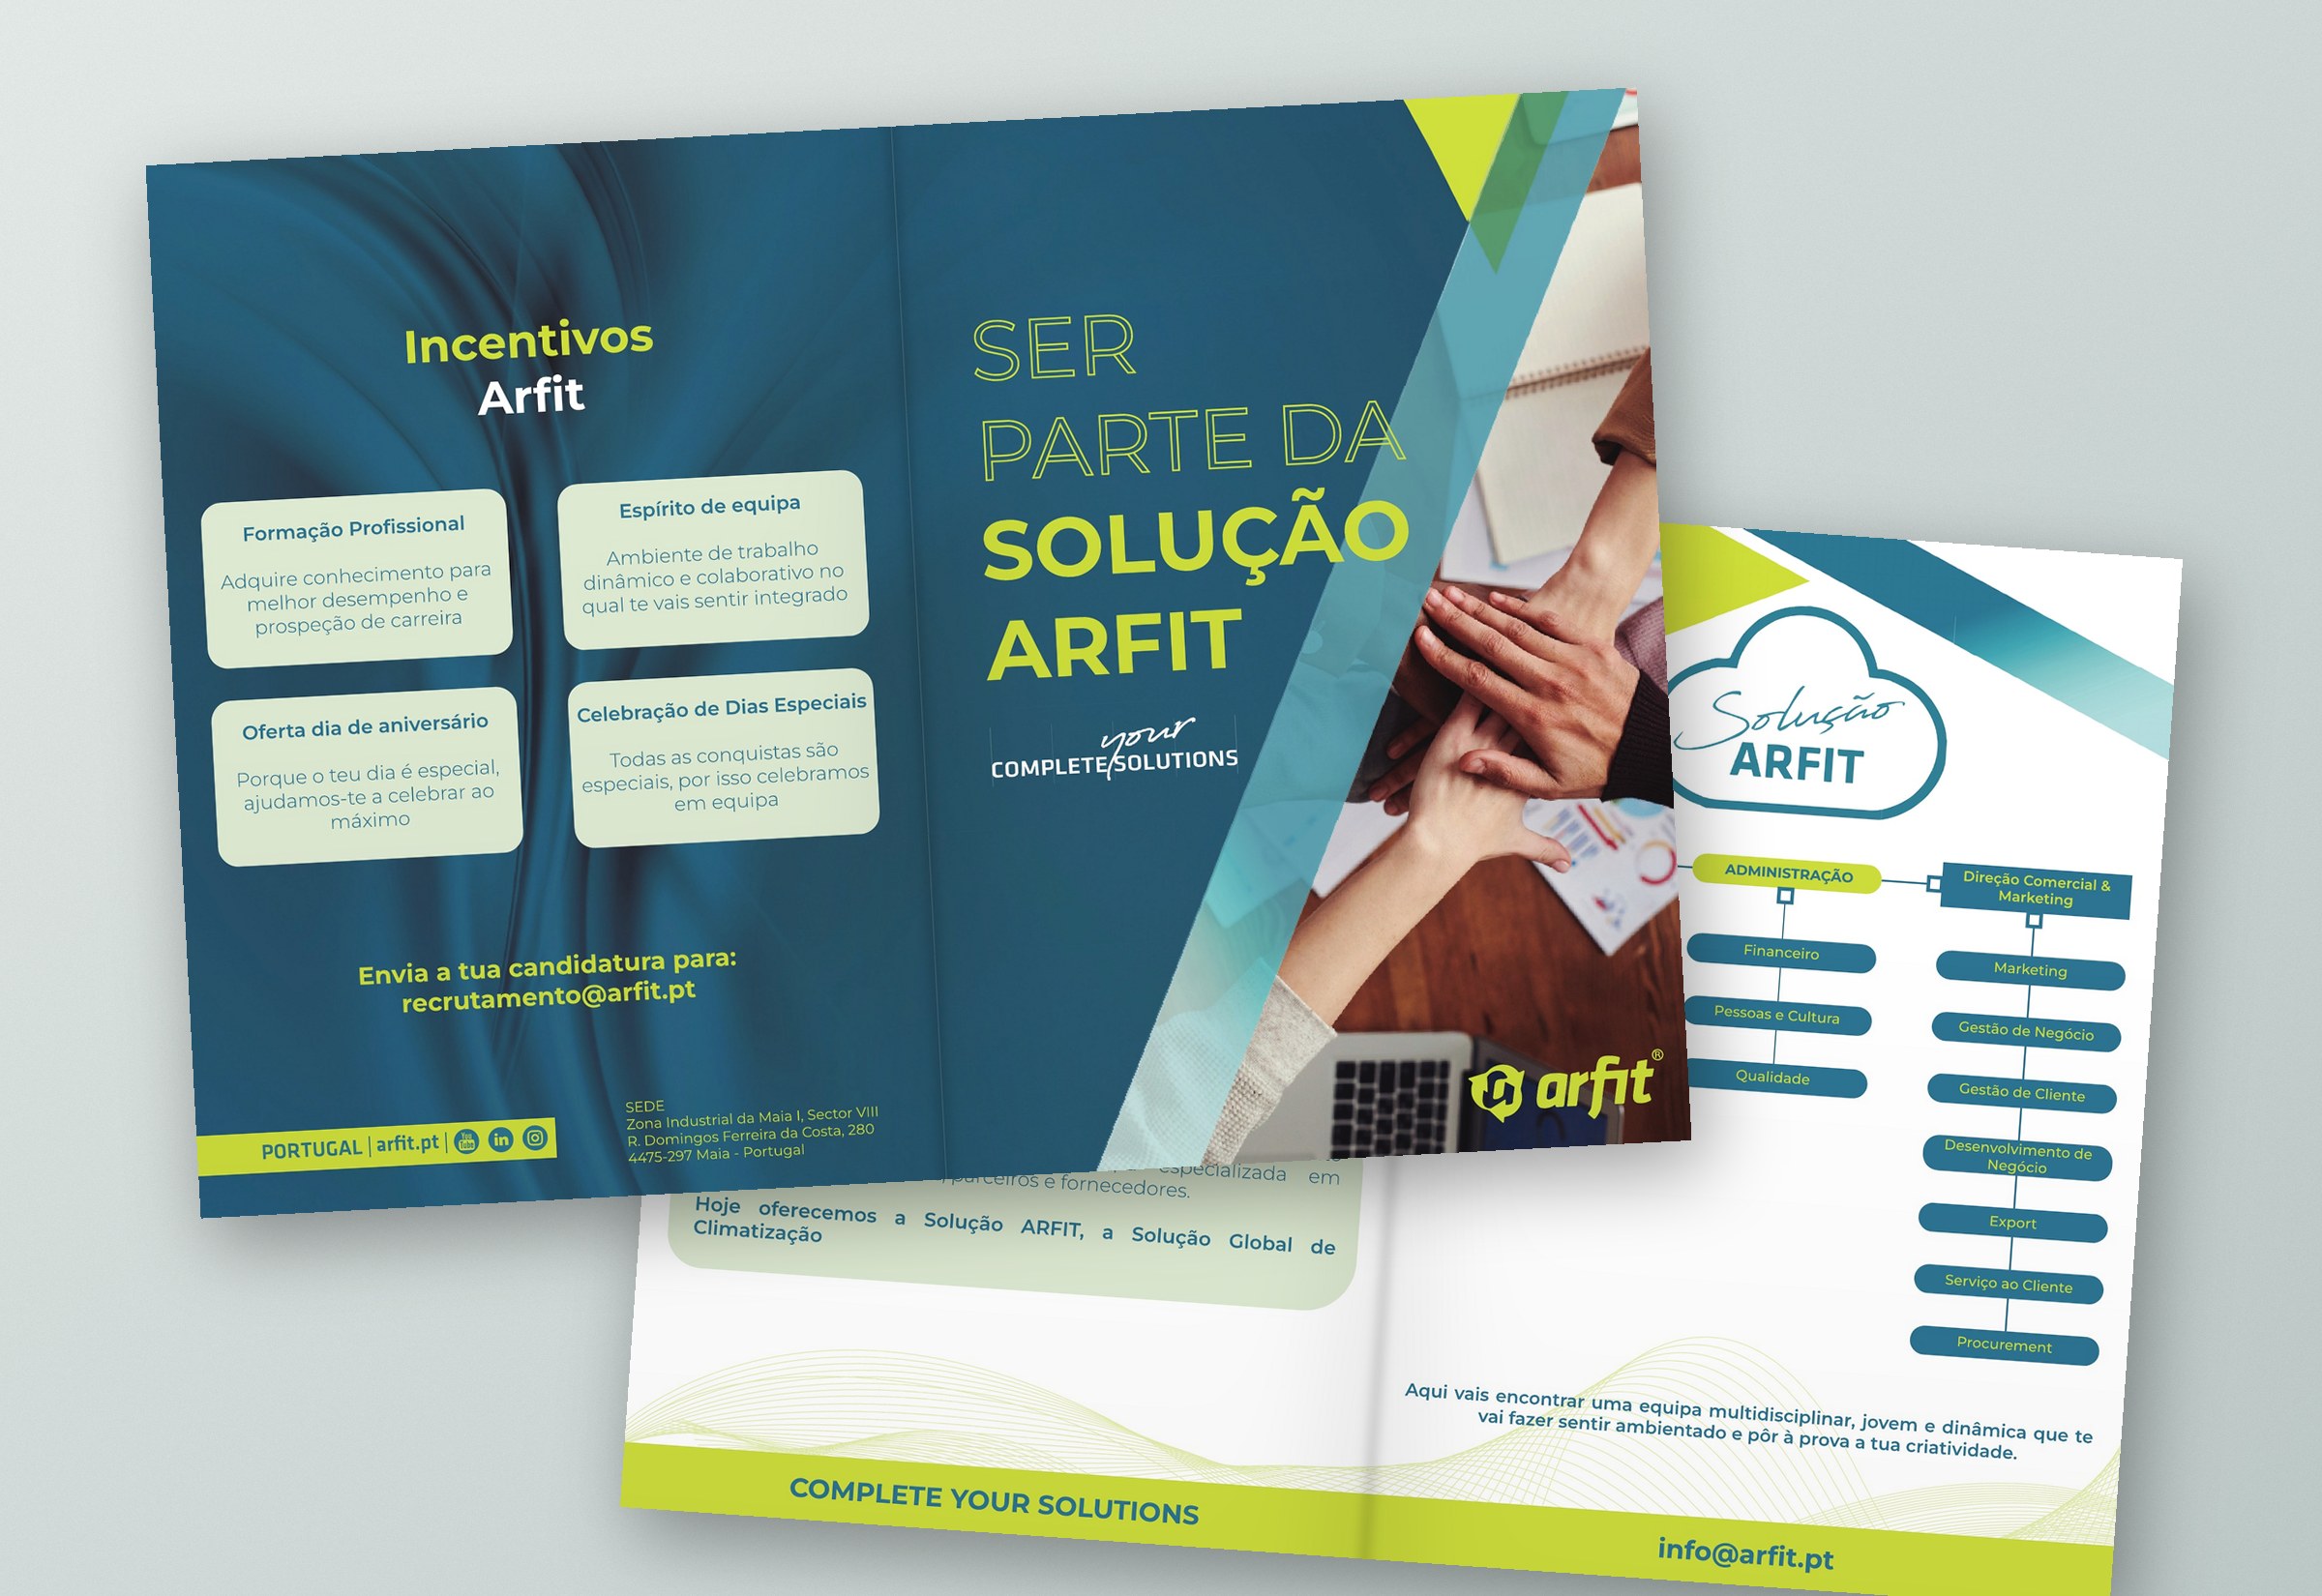 Incentivos
Arfit
Formação Profissional
Adquire conhecimento para
melhor desempenho e
prospeção de carreira
Espírito de equipa
Ambiente de trabalho
dinâmico e colaborativo no
qual te vais sentir integrado
Oferta dia de aniversário
Porque o teu dia é especial,
ajudamos-te a celebrar ao
máximo
Celebração de Dias Especiais
Todas as conquistas são
especiais, por isso celebramos
em equipa
Envia a tua candidatura para:
recrutamento@arfit.pt
PORTUGAL | arfit.pt | You Tube in
SEDE
Zona Industrial da Maia I, Sector VIII
R. Domingos Ferreira da Costa, 280
4475-297 Maia - Portugal
SER
PARTE DA
SOLUÇÃO
ARFIT
your
COMPLETE SOLUTIONS
arfit®
especializada em
parceiros e fornecedores.
Hoje oferecemos a Solução ARFIT, a Solução Global de
Climatização
COMPLETE YOUR SOLUTIONS
Solução
ARFIT
ADMINISTRAÇÃO
Financeiro
Pessoas e Cultura
Qualidade
Direção Comercial &
Marketing
Marketing
Gestão de Negócio
Gestão de Cliente
Desenvolvimento de
Negócio
Export
Serviço ao Cliente
Procurement
Aqui vais encontrar uma equipa multidisciplinar, jovem e dinâmica que te
vai fazer sentir ambientado e pôr à prova a tua criatividade.
info@arfit.pt